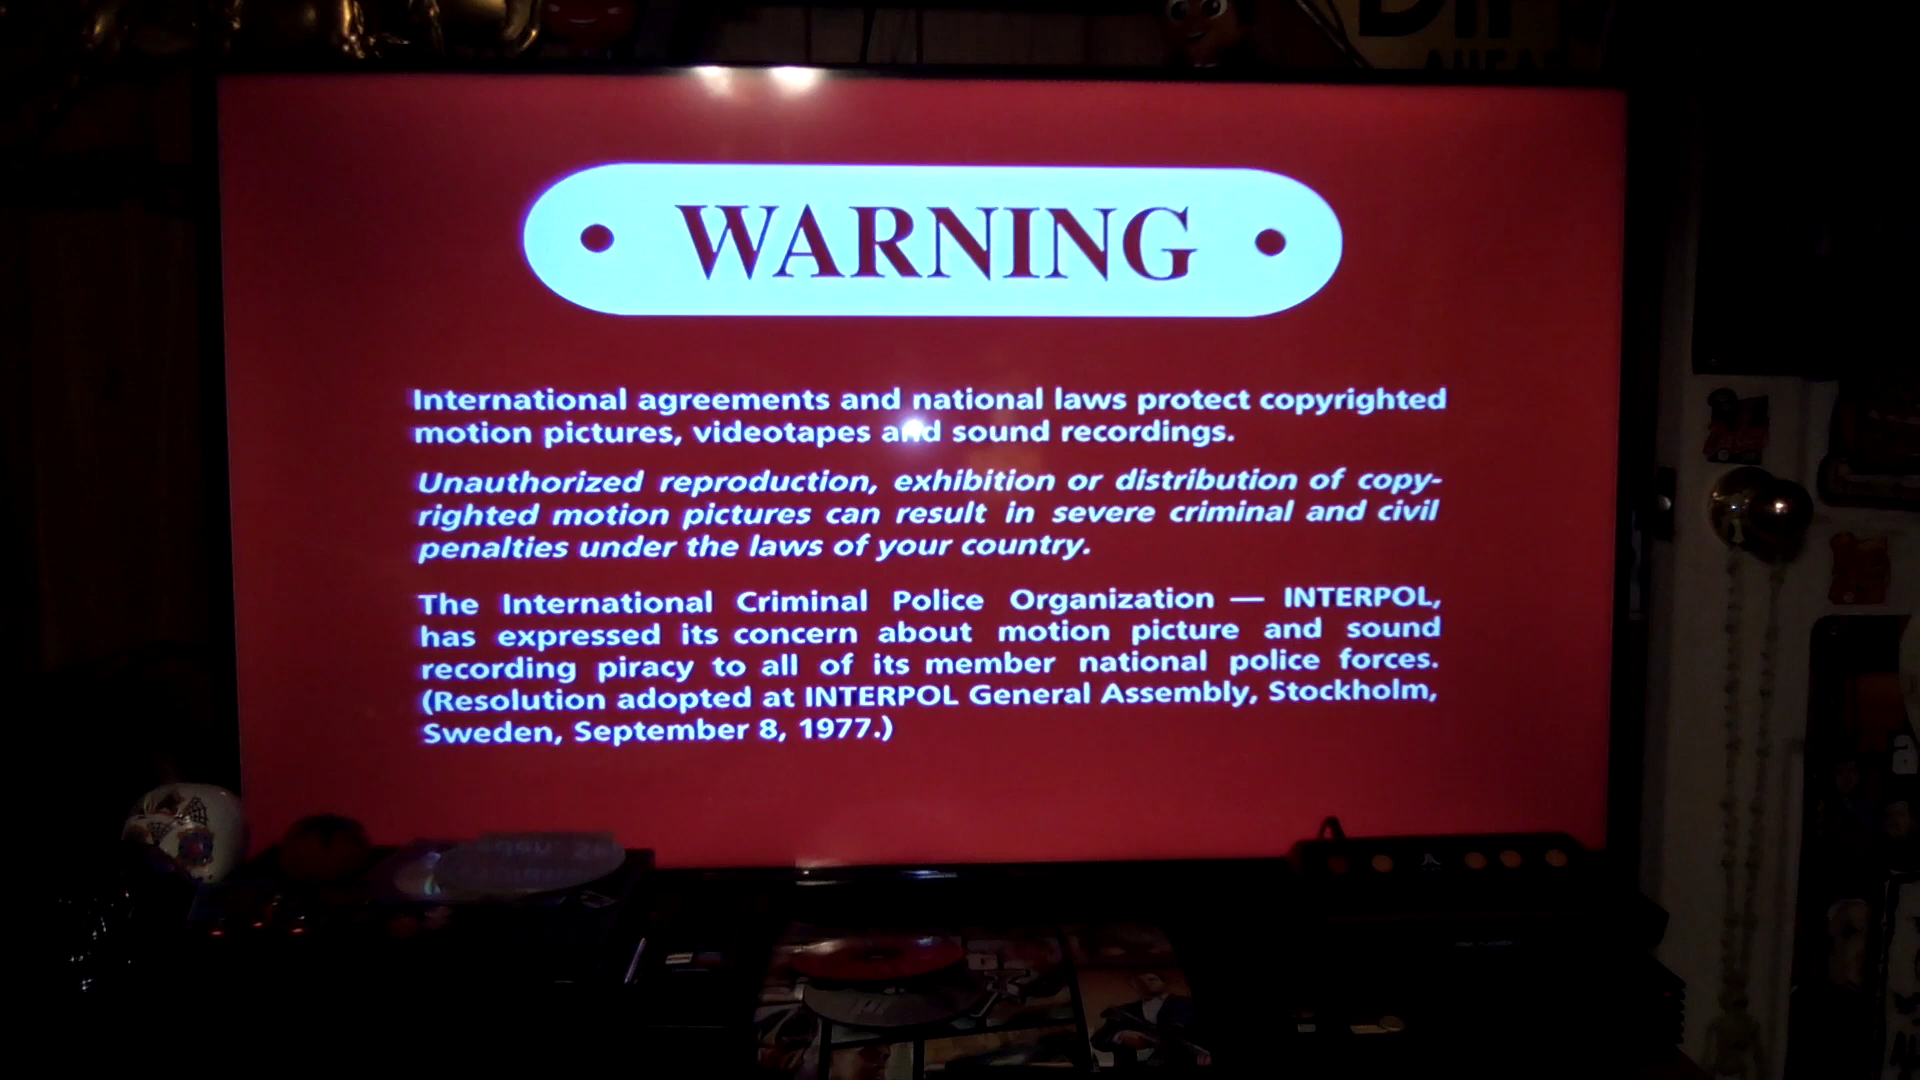 WARNING
International agreements and national laws protect copyrighted
motion pictures, videotapes and sound recordings.
Unauthorized reproduction, exhibition or distribution of copy-
righted motion pictures can result in severe criminal and civil
penalties under the laws of your country.
The International Criminal Police Organization — INTERPOL,
has expressed its concern about motion picture and sound
recording piracy to all of its member national police forces.
(Resolution adopted at INTERPOL General Assembly, Stockholm,
Sweden, September 8, 1977.)